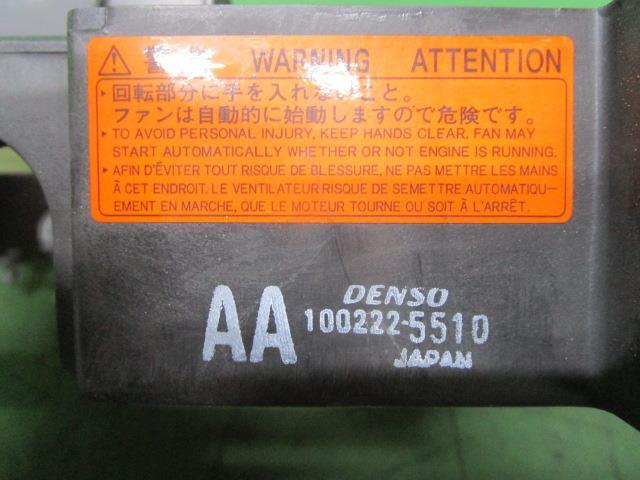 警 WARNING ATTENTION
・回転部分に手を入れないこと。
ファンは自動的に始動しますので危険です。
・TO AVOID PERSONAL INJURY, KEEP HANDS CLEAR. FAN MAY
START AUTOMATICALLY WHETHER OR NOT ENGINE IS RUNNING.
・AFIN D'ÉVITER TOUT RISQUE DE BLESSURE, NE PAS METTRE LES MAINS
À CET ENDROIT. LE VENTILATEUR RISQUE DE SEMETTRE AUTOMATIQU-
EMENT EN MARCHE, QUE LE MOTEUR TOURNE OU SOIT À L'ARRÊT.
AA DENSO
100222-5510
JAPAN